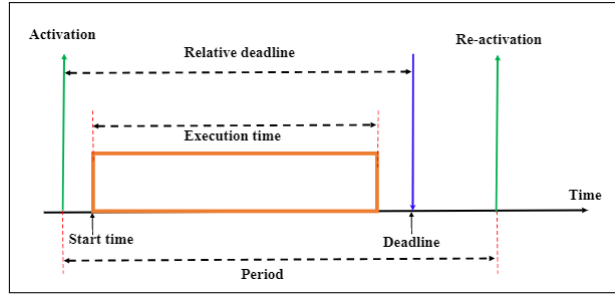 Activation
Re-activation
Relative deadline
Execution time
Time
Start time
Deadline
Period